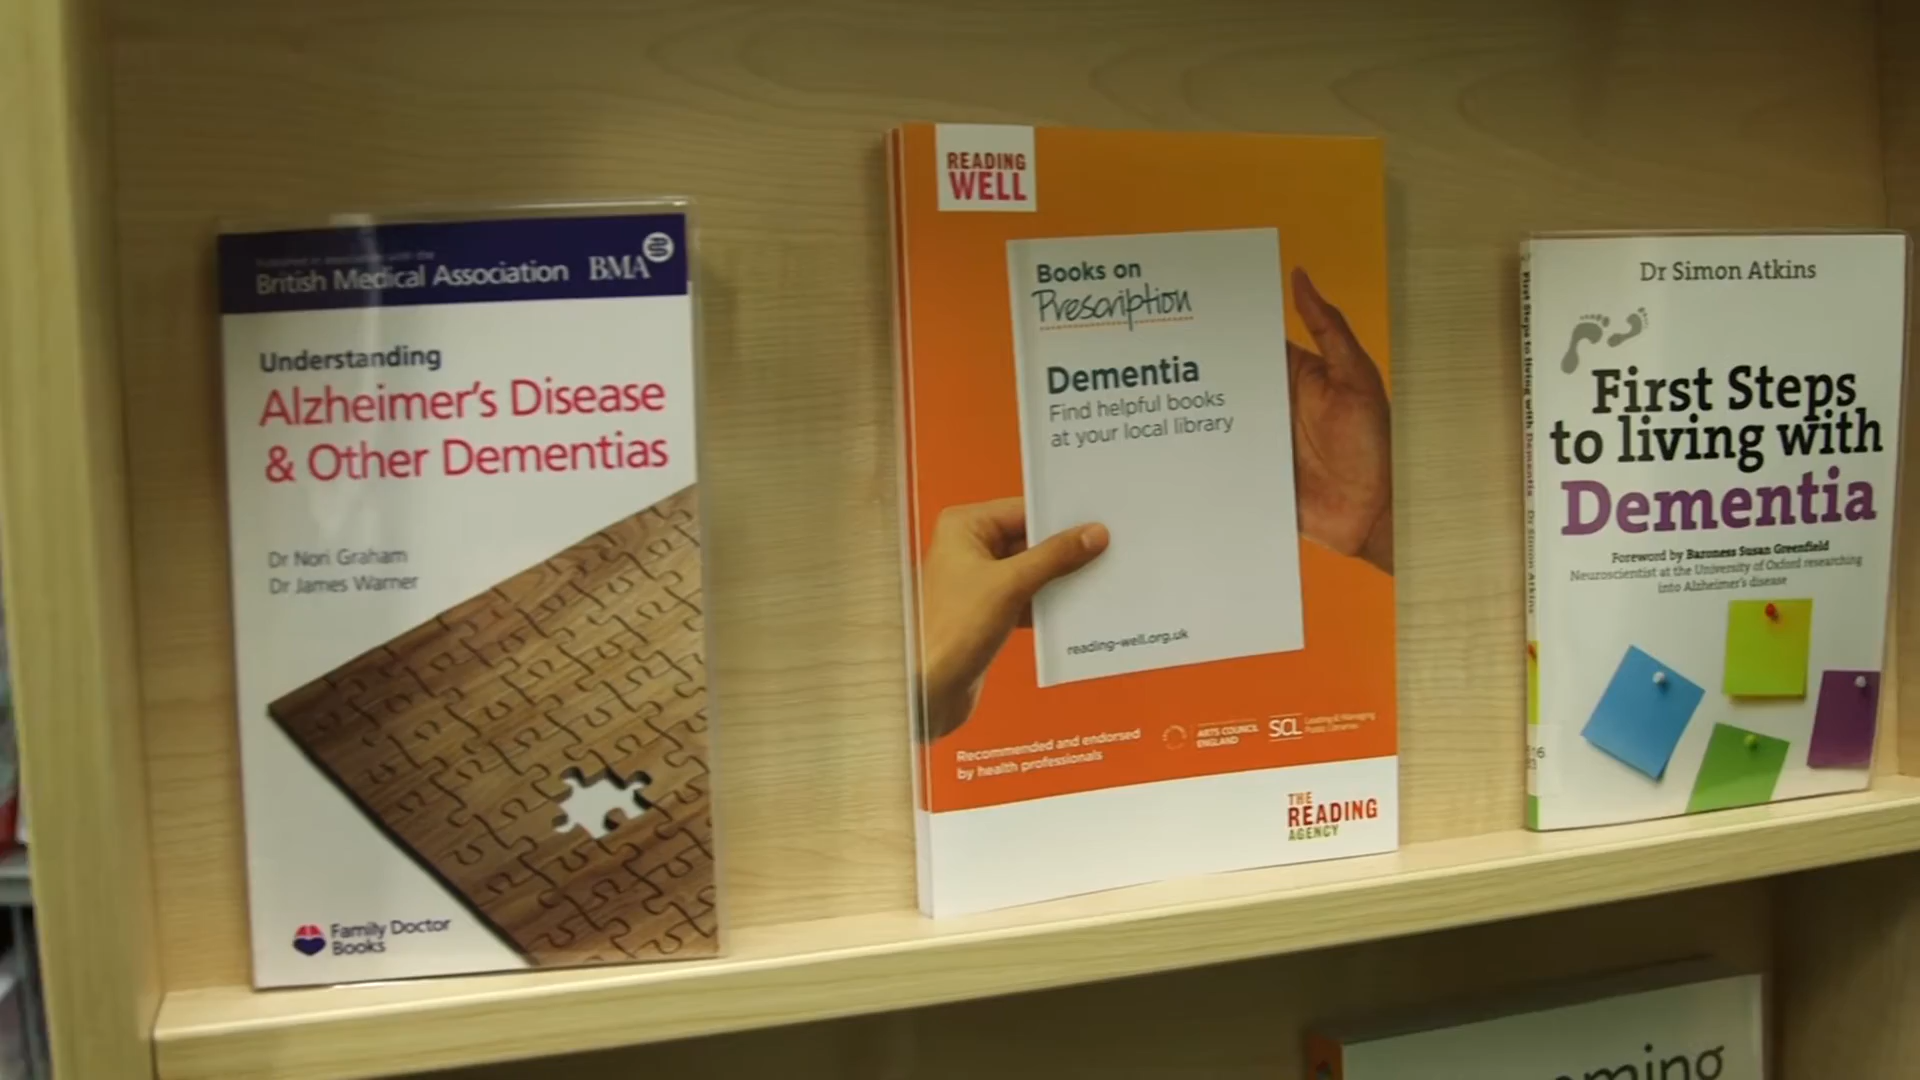 Published in association with the
British Medical Association BMA
Understanding
Alzheimer's Disease
& Other Dementias
Dr Nori Graham
Dr James Warner
Family Doctor
Books
READING
WELL
Books on
Prescription
Dementia
Find helpful books
at your local library
reading-well.org.uk
Recommended and endorsed
by health professionals
ARTS COUNCIL
ENGLAND
SCL Leading & Managing
Public Libraries
THE
READING
AGENCY
First Steps to living with Dementia Dr Simon Atkins
Dr Simon Atkins
First Steps
to living with
Dementia
Foreword by Baroness Susan Greenfield
Neuroscientist at the University of Oxford researching
into Alzheimer's disease